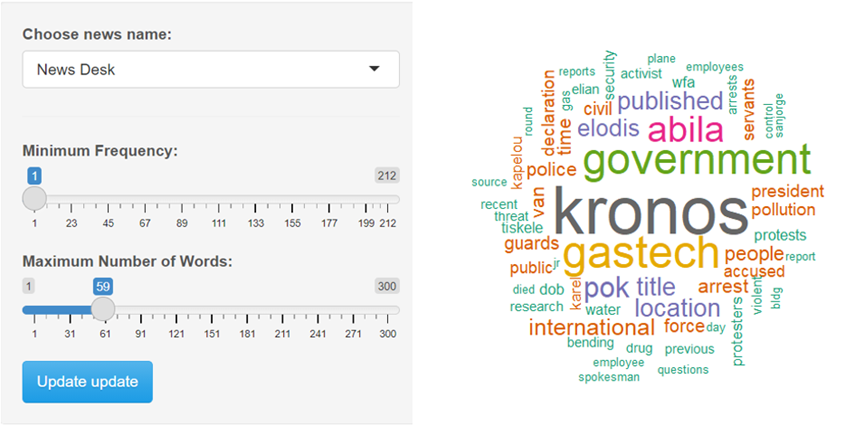 Choose news name:
News Desk
Minimum Frequency:
1
212
1 23 45 67 89 111 133 155 177 199 212
Maximum Number of Words:
1
59
300
1 31 61 91 121 151 181 211 241 271 300
Update update
plane
security
reports
activist
employees
elian
wfa
gas
declaration
published
arrests
servants
control
sanjorge
round
civil
time
elodis
abila
kapelou
police
government
source
van
kronos
president
recent
pollution
threat
tiskele
guards
gastech
people
protests
report
public
jr
accused
died
dob
karel
pok
title
arrest
violent
bldg
research
water
location
protesters
international
force
day
bending
drug
previous
employee
questions
spokesman